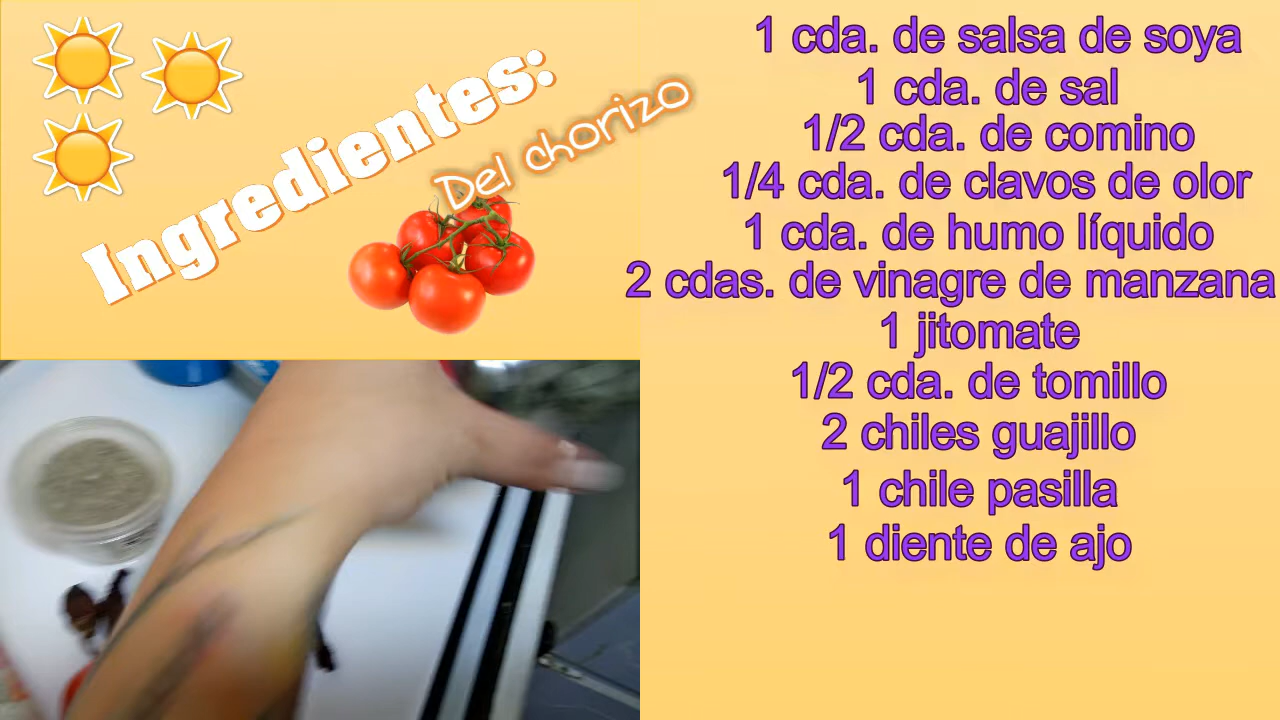 Ingredientes:
Del chorizo
1 cda. de salsa de soya
1 cda. de sal
1/2 cda. de comino
1/4 cda. de clavos de olor
1 cda. de humo líquido
2 cdas. de vinagre de manzana
1 jitomate
1/2 cda. de tomillo
2 chiles guajillo
1 chile pasilla
1 diente de ajo